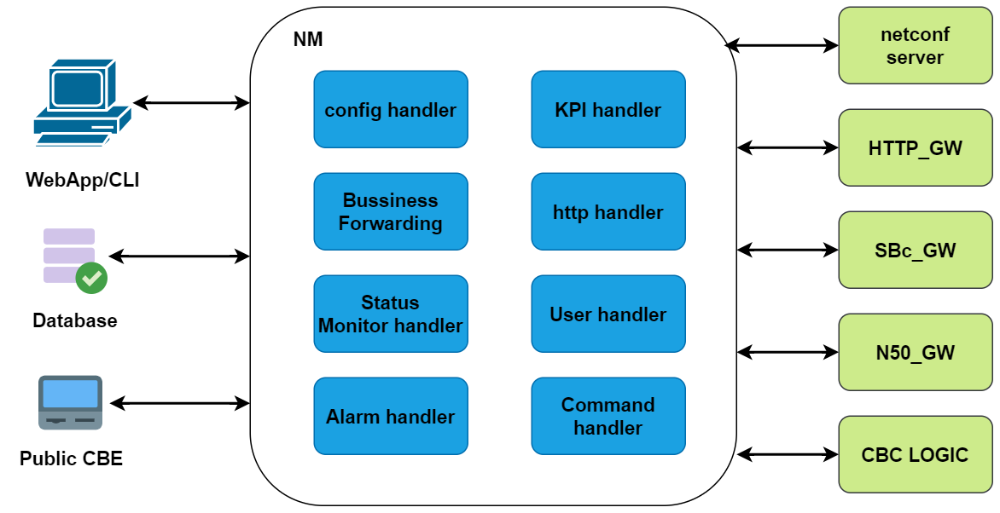 NM
WebApp/CLI
Database
Public CBE
config handler
KPI handler
Bussiness
Forwarding
http handler
Status
Monitor handler
User handler
Alarm handler
Command
handler
netconf
server
HTTP_GW
SBc_GW
N50_GW
CBC LOGIC